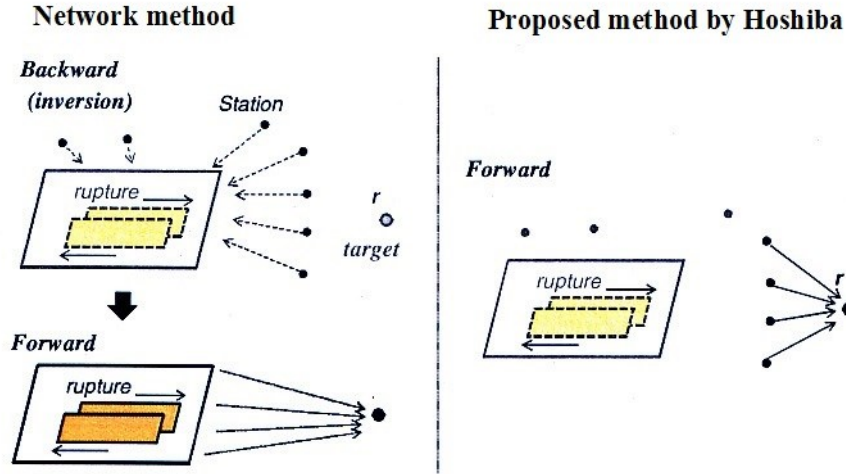 Network method
Backward
(inversion)
Station
rupture
r
target
Forward
rupture
Proposed method by Hoshiba
Forward
rupture
r